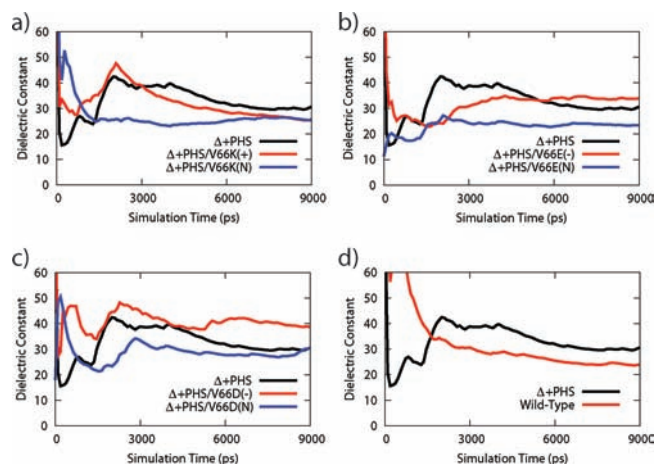 a)
Dielectric Constant
60
50
40
30
20
10
0
Δ+PHS
Δ+PHS/V66K(+)
Δ+PHS/V66K(N)
0 3000 6000 9000
Simulation Time (ps)
b)
Dielectric Constant
60
50
40
30
20
10
0
Δ+PHS
Δ+PHS/V66E(-)
Δ+PHS/V66E(N)
0 3000 6000 9000
Simulation Time (ps)
c)
Dielectric Constant
60
50
40
30
20
10
0
Δ+PHS
Δ+PHS/V66D(-)
Δ+PHS/V66D(N)
0 3000 6000 9000
Simulation Time (ps)
d)
Dielectric Constant
60
50
40
30
20
10
0
Δ+PHS
Wild-Type
0 3000 6000 9000
Simulation Time (ps)